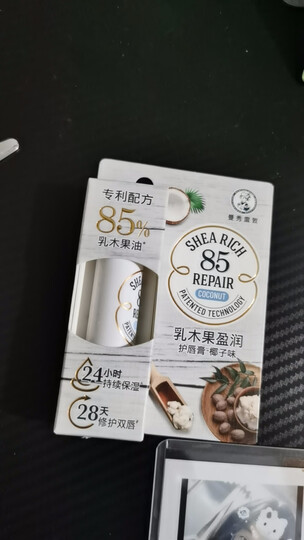 专利配方
85%
乳木果油*
SHEA RICH
85
24小时
持续保湿*
28天
修护双唇*
曼秀雷敦
SHEA RICH
85
REPAIR
COCONUT
PATENTED TECHNOLOGY
乳木果盈润
护唇膏·椰子味